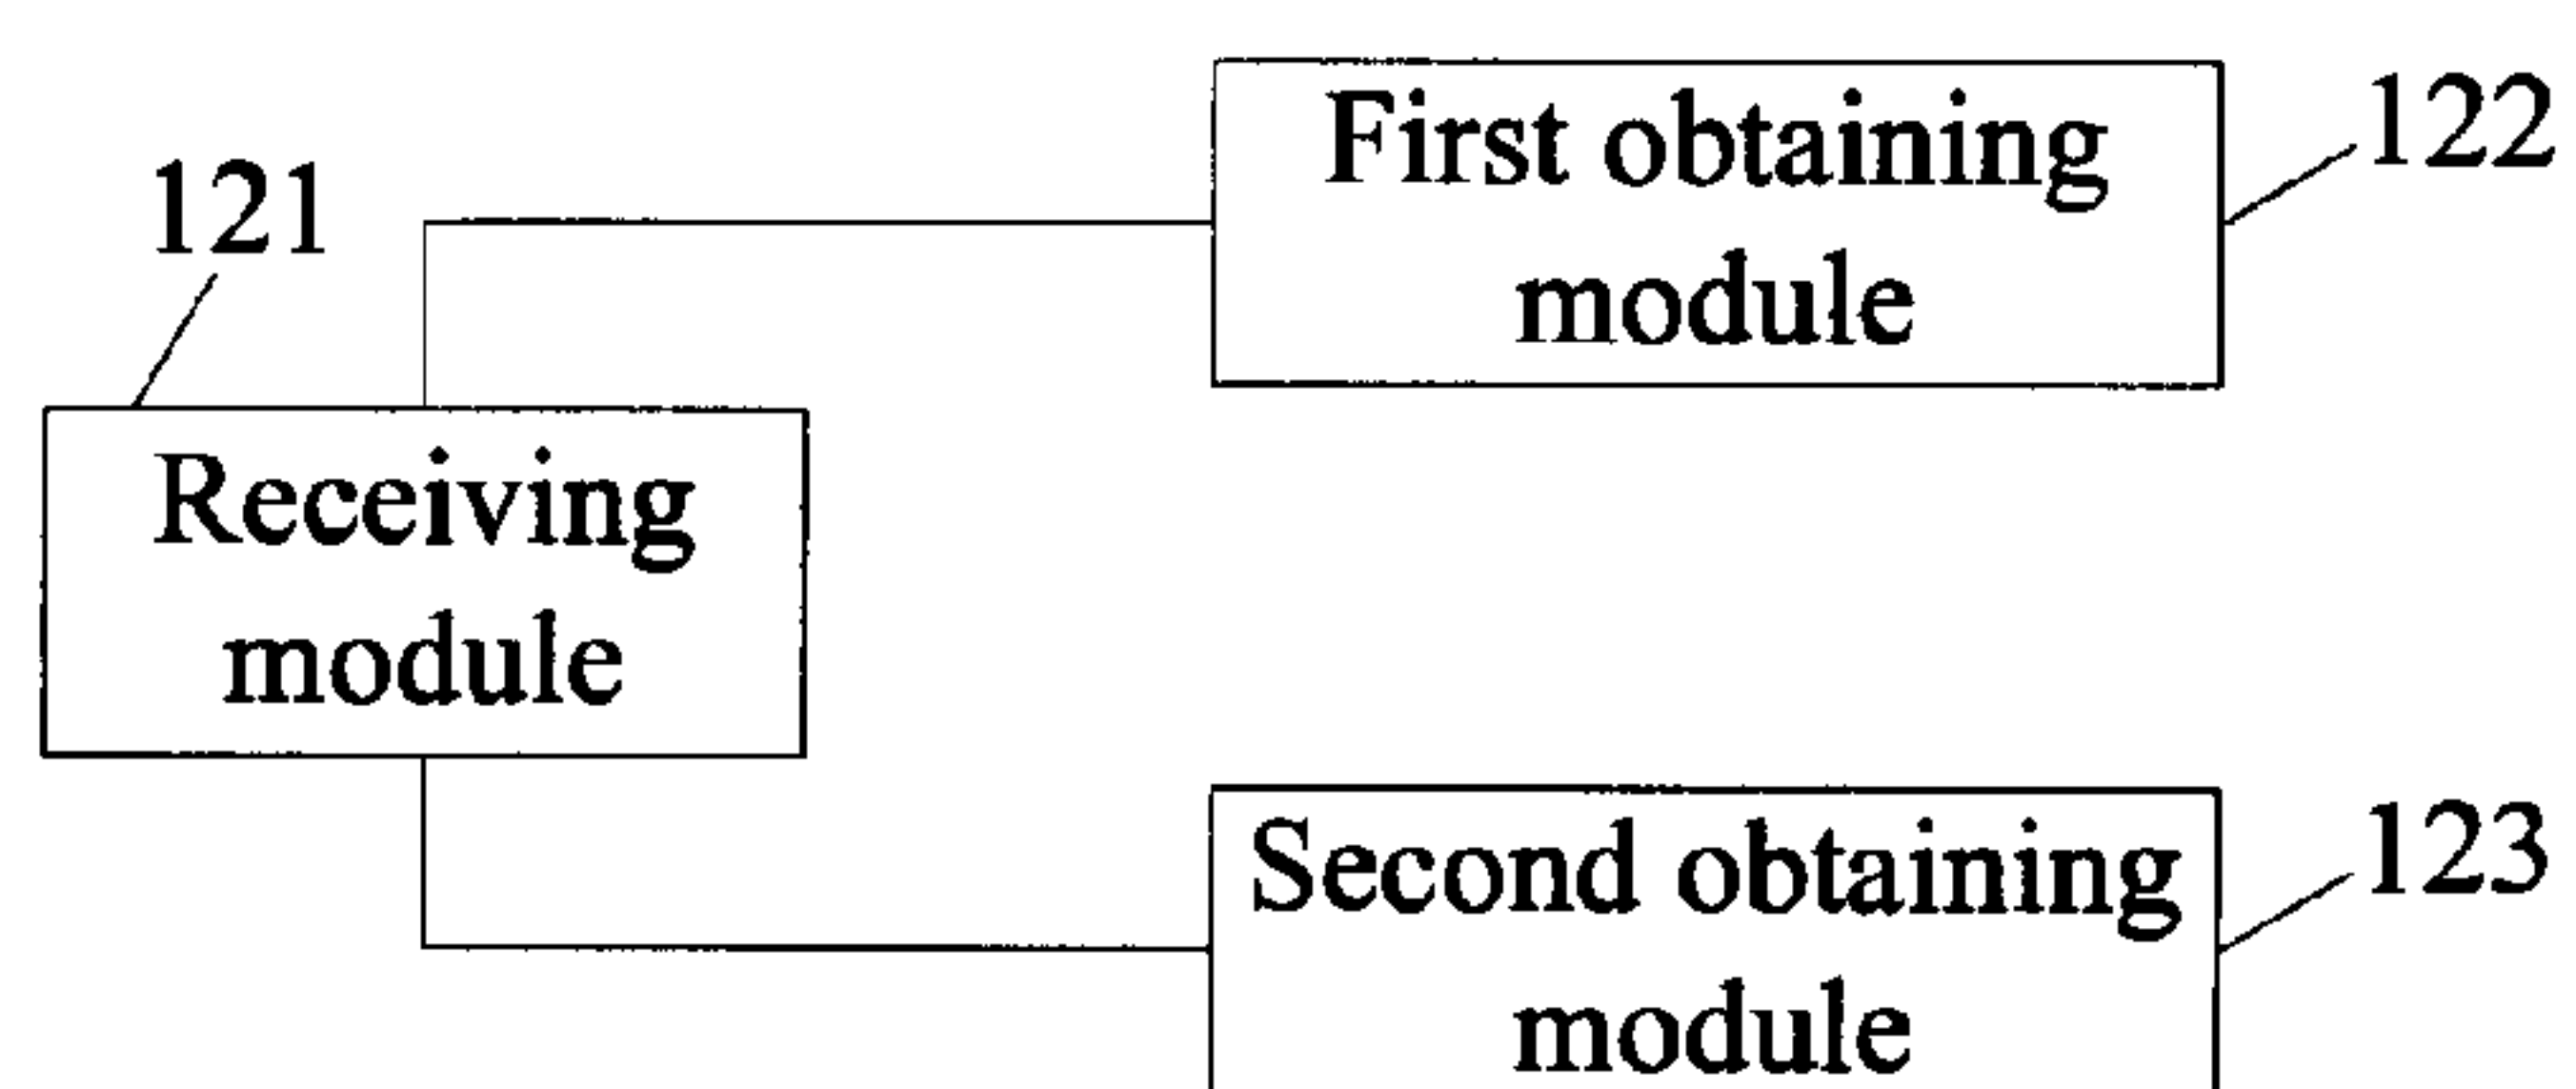 First obtaining
module
122
121
Receiving
module
Second obtaining
module
123